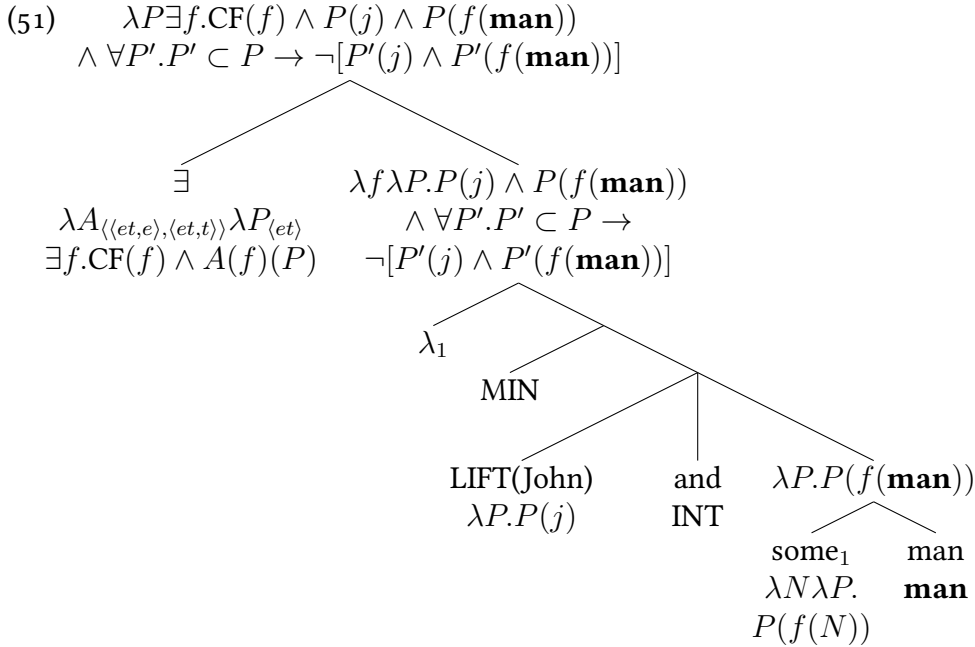 (51) λP∃f.CF(f) ∧ P(j) ∧ P(f(man))
∧ ∀P′.P′ ⊂ P → ¬[P′(j) ∧ P′(f(man))]
∃ λfλP.P(j) ∧ P(f(man))
λA⟨⟨et,e⟩,⟨et,t⟩⟩λP⟨et⟩ ∧ ∀P′.P′ ⊂ P →
∃f.CF(f) ∧ A(f)(P) ¬[P′(j) ∧ P′(f(man))]
λ₁
MIN
LIFT(John) and λP.P(f(man))
λP.P(j) INT
some₁ man
λNλP. man
P(f(N))